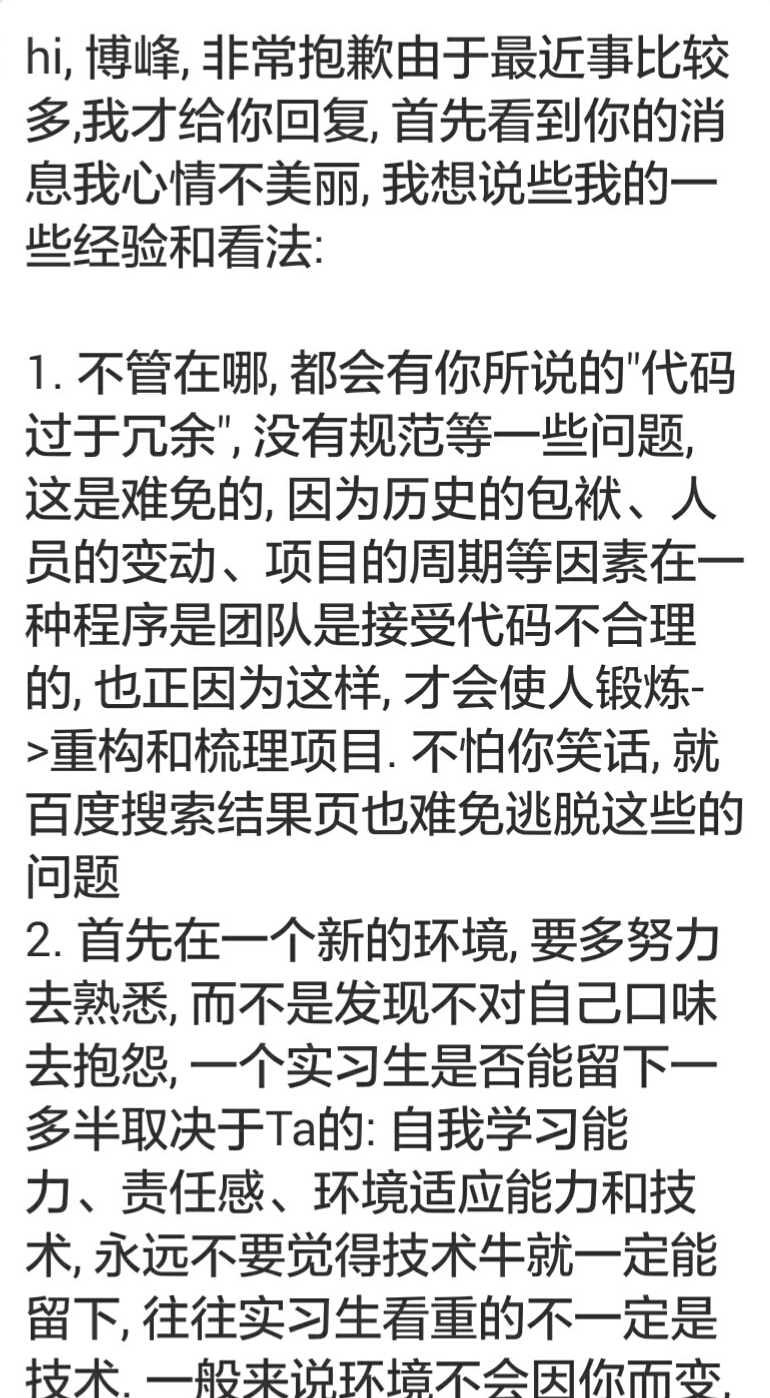 hi, 博峰, 非常抱歉由于最近事比较
多,我才给你回复, 首先看到你的消
息我心情不美丽, 我想说些我的一
些经验和看法:
1. 不管在哪, 都会有你所说的"代码
过于冗余", 没有规范等一些问题,
这是难免的, 因为历史的包袱、人
员的变动、项目的周期等因素在一
种程序是团队是接受代码不合理
的, 也正因为这样, 才会使人锻炼-
>重构和梳理项目. 不怕你笑话, 就
百度搜索结果页也难免逃脱这些的
问题
2. 首先在一个新的环境, 要多努力
去熟悉, 而不是发现不对自己口味
去抱怨, 一个实习生是否能留下一
多半取决于Ta的: 自我学习能
力、责任感、环境适应能力和技
术, 永远不要觉得技术牛就一定能
留下, 往往实习生看重的不一定是
技术. 一般来说环境不会因你而变,